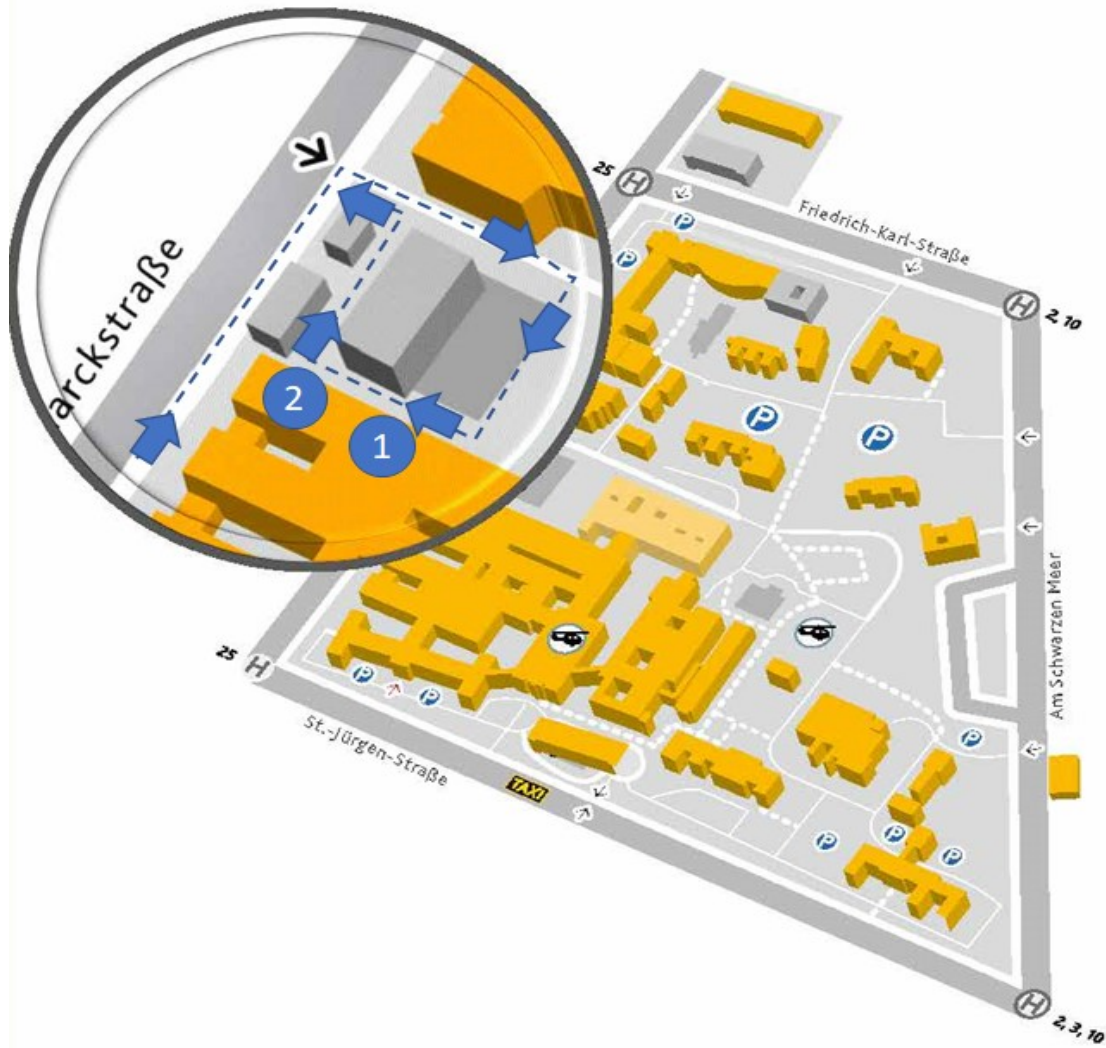 25
H
Friedrich-Karl-Straße
H
2, 10
P
P
arckstraße
2
1
P
P
Am Schwarzen Meer
25
H
P
P
St.-Jürgen-Straße
TAXI
P
P
P
P
H
2, 3, 10